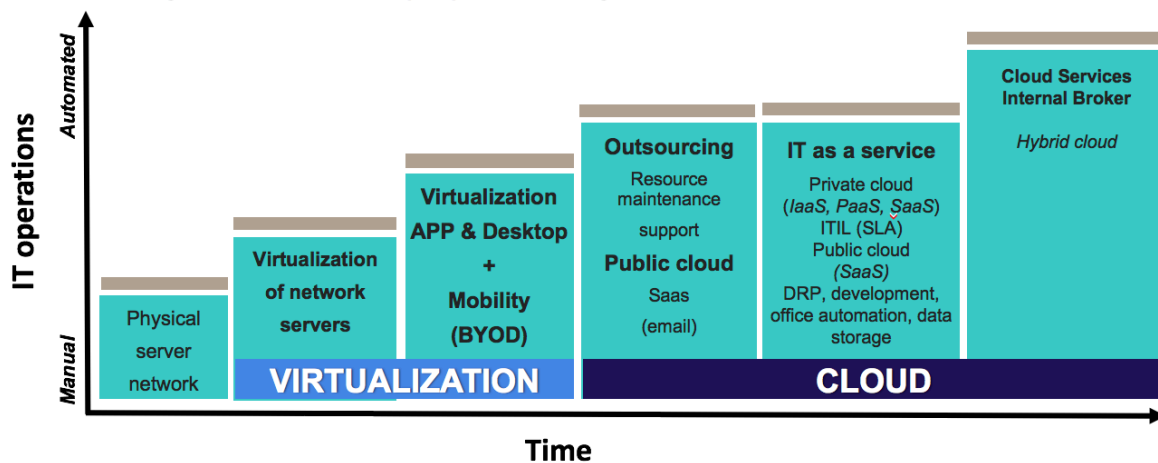 IT operations
Automated
Manual
Physical
server
network
Virtualization
of network
servers
Virtualization
APP & Desktop
+
Mobility
(BYOD)
VIRTUALIZATION
Outsourcing
Resource
maintenance
support
Public cloud
Saas
(email)
IT as a service
Private cloud
(IaaS, PaaS, SaaS)
ITIL (SLA)
Public cloud
(SaaS)
DRP, development,
office automation, data
storage
Cloud Services
Internal Broker
Hybrid cloud
CLOUD
Time